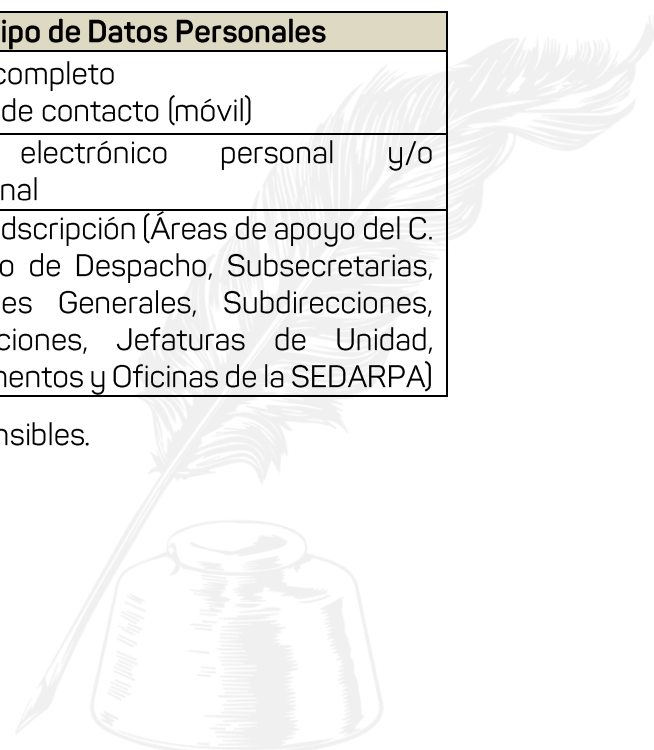 ipo de Datos Personales
completo
de contacto (móvil)
electrónico personal y/o
nal
dscripción (Áreas de apoyo del C.
o de Despacho, Subsecretarias,
es Generales, Subdirecciones,
ciones, Jefaturas de Unidad,
mentos y Oficinas de la SEDARPA)
nsibles.